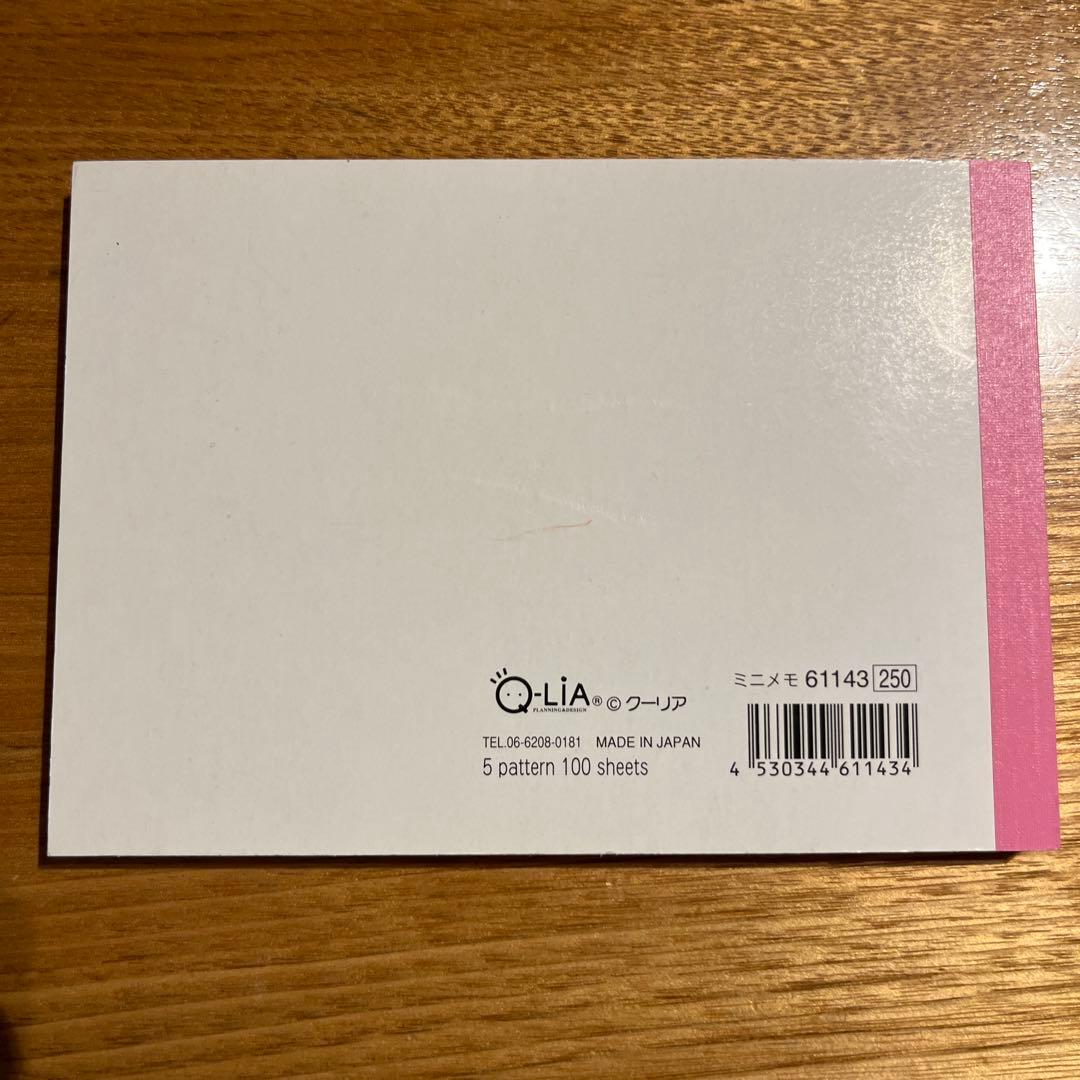 Q-LiA® © クーリア
PLANNING&DESIGN
TEL.06-6208-0181 MADE IN JAPAN
5 pattern 100 sheets
ミニメモ 61143 250
4 530344 611434